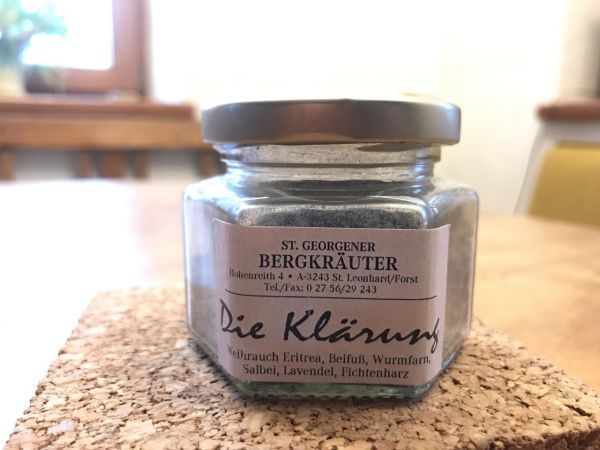 ST. GEORGENER
BERGKRÄUTER
Hohenreith 4 • A-3243 St. Leonhard/Forst
Tel./Fax: 0 27 56/29 243
Die Klärung
Weihrauch Eritrea, Beifuß, Wurmfarn,
Salbei, Lavendel, Fichtenharz